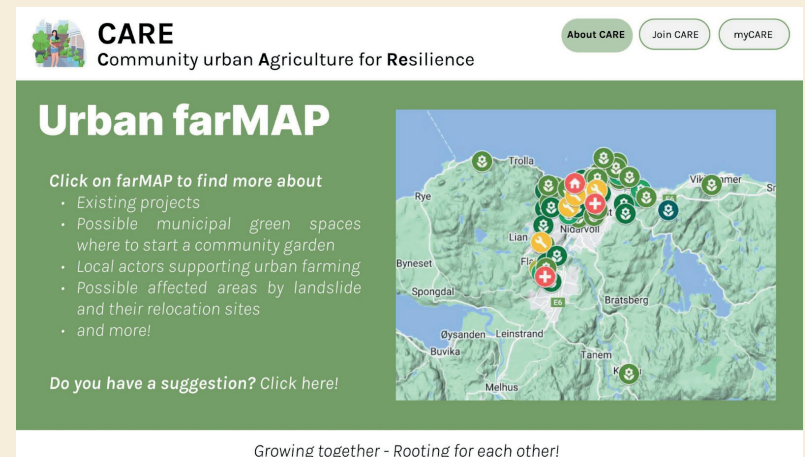 CARE
Community urban Agriculture for Resilience
About CARE
Join CARE
myCARE
Urban farMAP
Click on farMAP to find more about
• Existing projects
• Possible municipal green spaces
where to start a community garden
• Local actors supporting urban farming
• Possible affected areas by landslide
and their relocation sites
• and more!
Do you have a suggestion? Click here!
Trolla
Rye
Lian
Nidarvoll
Byneset
Spongdal
E6
Bratsberg
Øysanden
Leinstrand
Buvika
Tanem
Melhus
Growing together - Rooting for each other!